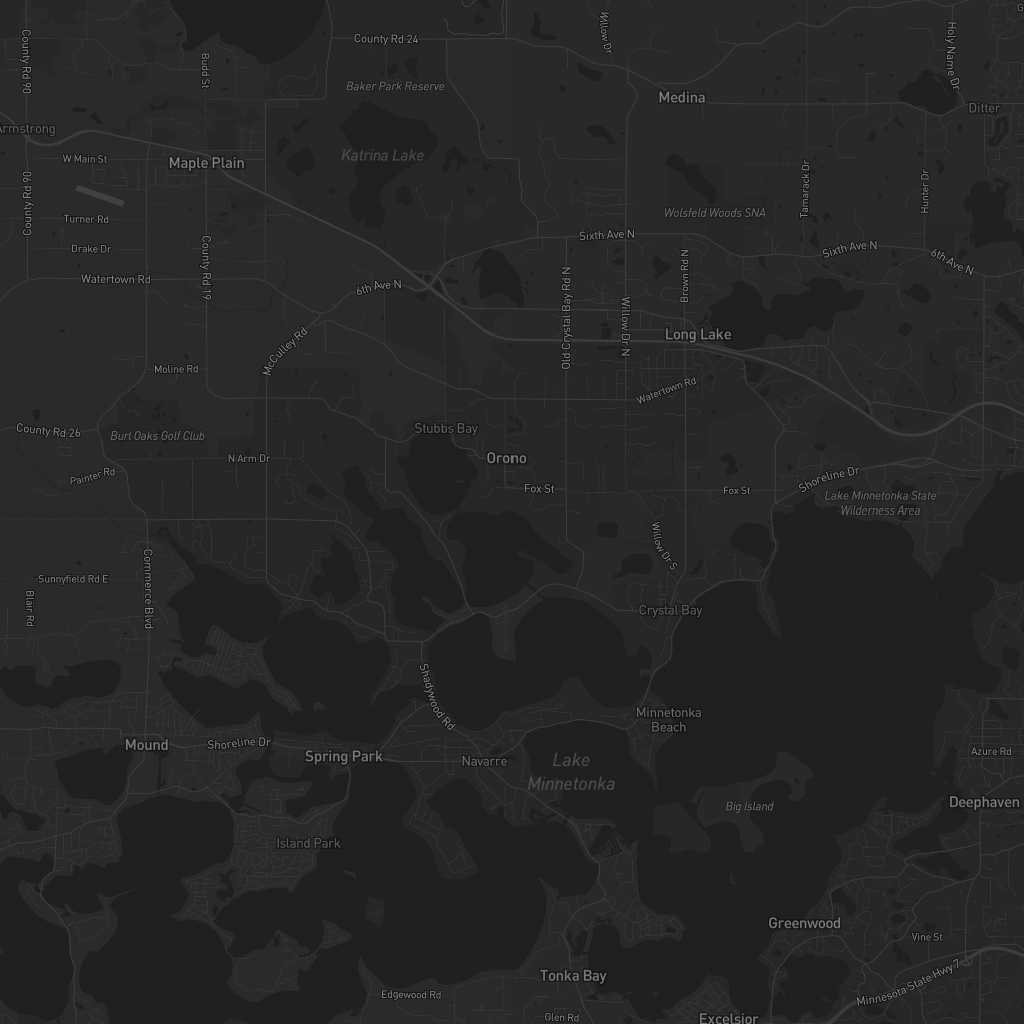 County Rd 90
Budd St
County Rd 24
Willow Dr
Holy Name Dr
G
Baker Park Reserve
Medina
Ditter
Armstrong
W Main St
Maple Plain
Katrina Lake
County Rd 90
Tamarack Dr
Hunter Dr
Turner Rd
Wolsfeld Woods SNA
Drake Dr
Sixth Ave N
Sixth Ave N
6th Ave N
Watertown Rd
County Rd 19
6th Ave N
Old Crystal Bay Rd N
Willow Dr N
Brown Rd N
Long Lake
McCulley Rd
Moline Rd
Watertown Rd
County Rd 26
Burl Oaks Golf Club
Stubbs Bay
N Arm Dr
Orono
Painter Rd
Fox St
Fox St
Shoreline Dr
Lake Minnetonka State
Wilderness Area
Commerce Blvd
Willow Dr S
Sunnyfield Rd E
Blair Rd
Crystal Bay
Shadywood Rd
Minnetonka
Beach
Mound
Shoreline Dr
Spring Park
Navarre
Lake
Minnetonka
Azure Rd
Big Island
Deephaven
Island Park
Greenwood
Vine St
Tonka Bay
Minnesota State Hwy 7
Edgewood Rd
Glen Rd
Excelsior